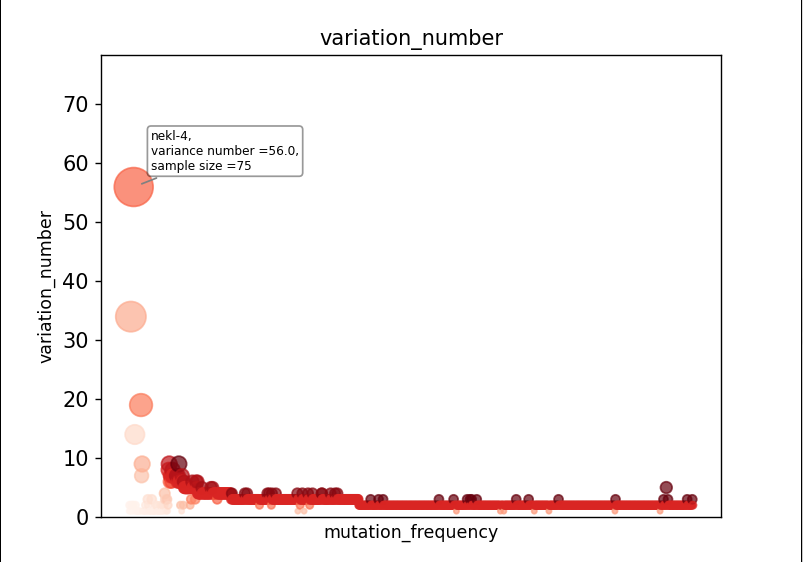 variation_number
70
60
50
40
30
20
10
0
variation_number
nekl-4,
variance number =56.0,
sample size =75
mutation_frequency